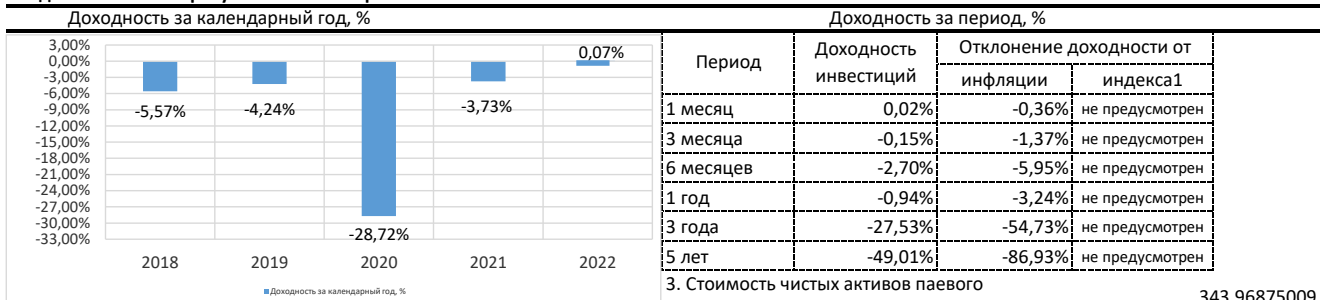 Доходность за календарный год, %
Доходность за период, %
3,00%
0,00%
-3,00%
-6,00%
-9,00%
-12,00%
-15,00%
-18,00%
-21,00%
-24,00%
-27,00%
-30,00%
-33,00%
-5,57%
-4,24%
-28,72%
-3,73%
0,07%
2018 2019 2020 2021 2022
Доходность за календарный год, %
Период Доходность инвестиций Отклонение доходности от
инфляции индекса1
1 месяц 0,02% -0,36% не предусмотрен
3 месяца -0,15% -1,37% не предусмотрен
6 месяцев -2,70% -5,95% не предусмотрен
1 год -0,94% -3,24% не предусмотрен
3 года -27,53% -54,73% не предусмотрен
5 лет -49,01% -86,93% не предусмотрен
3. Стоимость чистых активов паевого
343,96875009